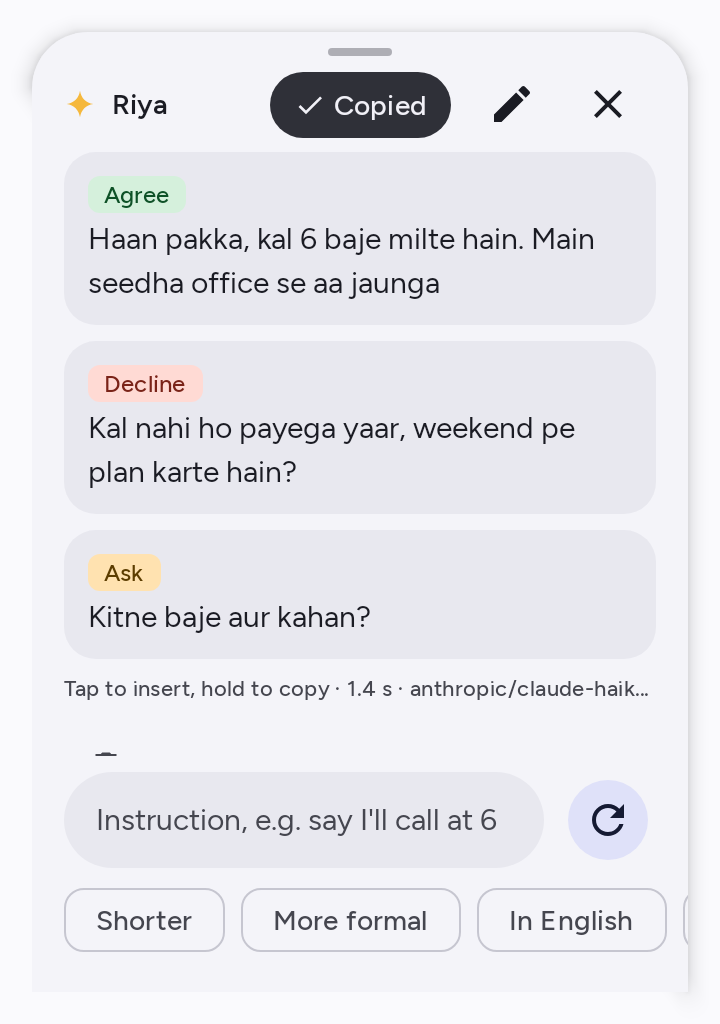 Riya
Copied
Agree
Haan pakka, kal 6 baje milte hain. Main
seedha office se aa jaunga
Decline
Kal nahi ho payega yaar, weekend pe
plan karte hain?
Ask
Kitne baje aur kahan?
Tap to insert, hold to copy · 1.4 s · anthropic/claude-haik...
Instruction, e.g. say I'll call at 6
Shorter
More formal
In English